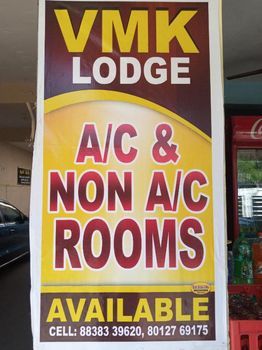 VMK
LODGE
A/C &
NON A/C
ROOMS
AVAILABLE
CELL: 88383 39620, 80127 69175